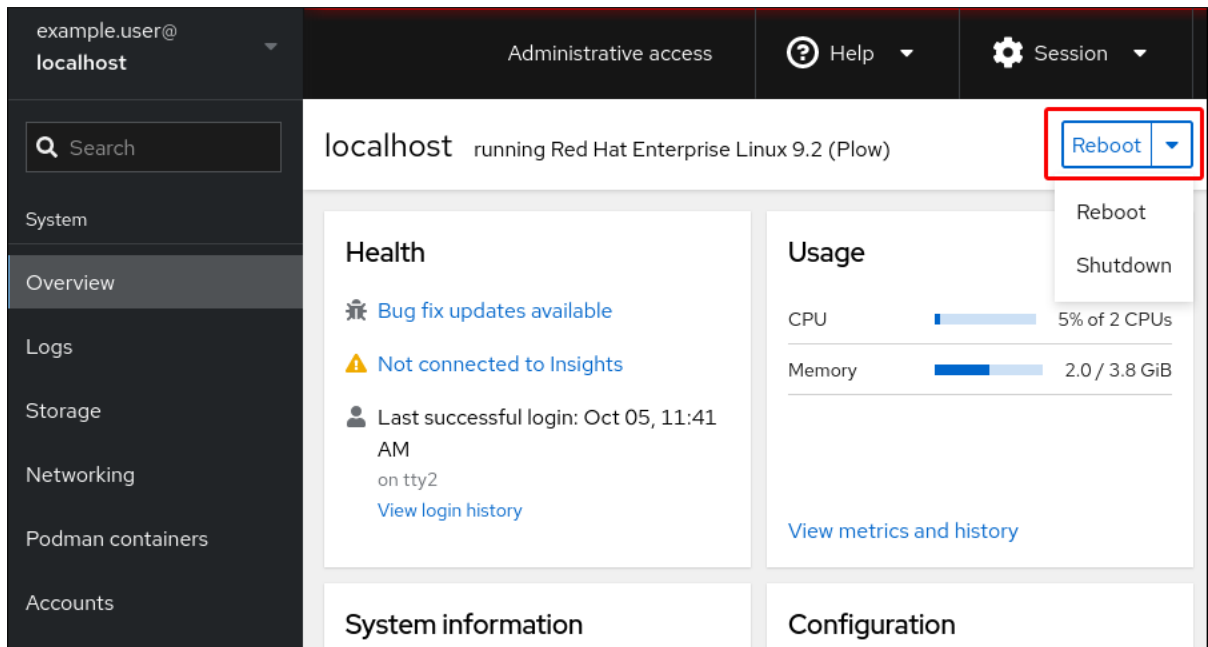 example.user@
localhost
Administrative access
Help
Session
Search
localhost running Red Hat Enterprise Linux 9.2 (Plow)
Reboot
Reboot
Shutdown
System
Overview
Logs
Storage
Networking
Podman containers
Accounts
Health
Bug fix updates available
Not connected to Insights
Last successful login: Oct 05, 11:41
AM
on tty2
View login history
Usage
CPU 5% of 2 CPUs
Memory 2.0 / 3.8 GiB
View metrics and history
System information
Configuration